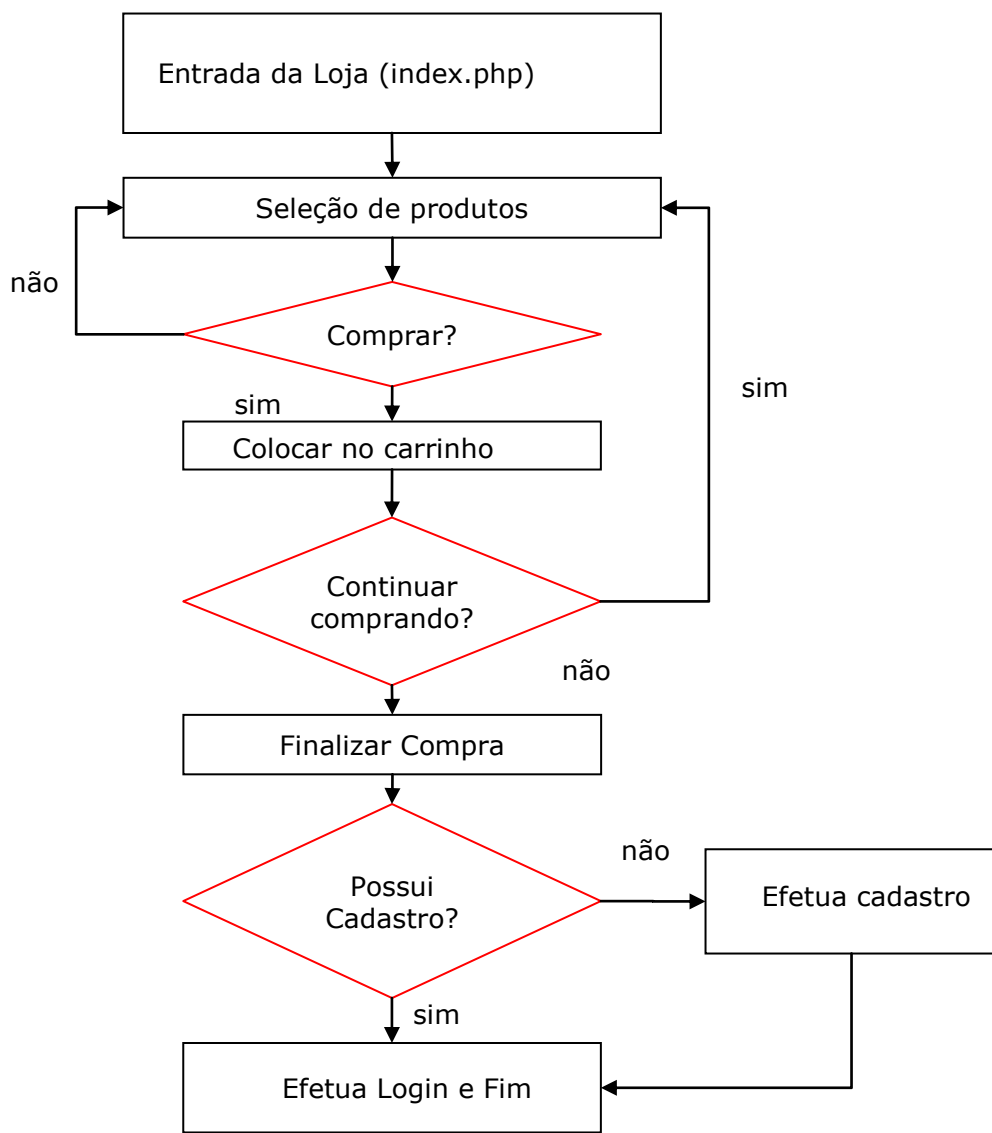 Entrada da Loja (index.php)
Seleção de produtos
não
Comprar?
sim
sim
Colocar no carrinho
Continuar
comprando?
não
Finalizar Compra
não
Possui
Cadastro?
Efetua cadastro
sim
Efetua Login e Fim